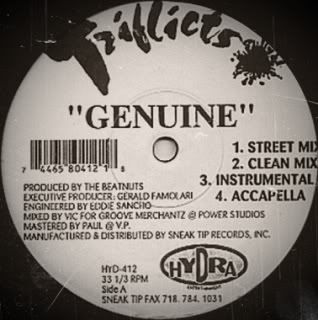 Triflicts
"GENUINE"
1. STREET MIX
2. CLEAN MIX
3. INSTRUMENTAL
4. ACCAPELLA
7 44658 0412 1 8
PRODUCED BY THE BEATNUTS
EXECUTIVE PRODUCER: GERALD FAMOLARI
ENGINEERED BY EDDIE SANCHO
MIXED BY VIC FOR GROOVE MERCHANTZ @ POWER STUDIOS
MASTERED BY PAUL @ V.P.
MANUFACTURED & DISTRIBUTED BY SNEAK TIP RECORDS, INC.
HYD-412
33 1/3 RPM
Side A
SNEAK TIP FAX 718. 784. 1031
HYDRA
ENTERTAINMENT